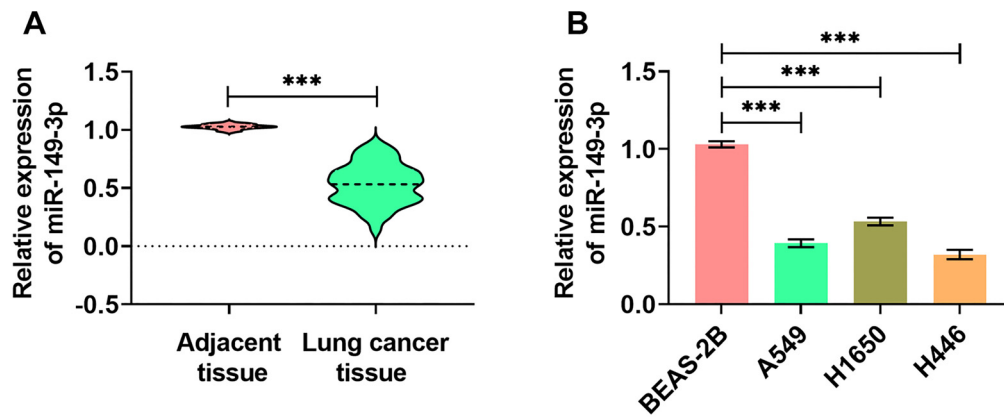 A
Relative expression
of miR-149-3p
1.5
1.0
0.5
0.0
-0.5
***
Adjacent
tissue
Lung cancer
tissue
B
Relative expression
of miR-149-3p
1.5
1.0
0.5
0.0
***
***
***
BEAS-2B
A549
H1650
H446